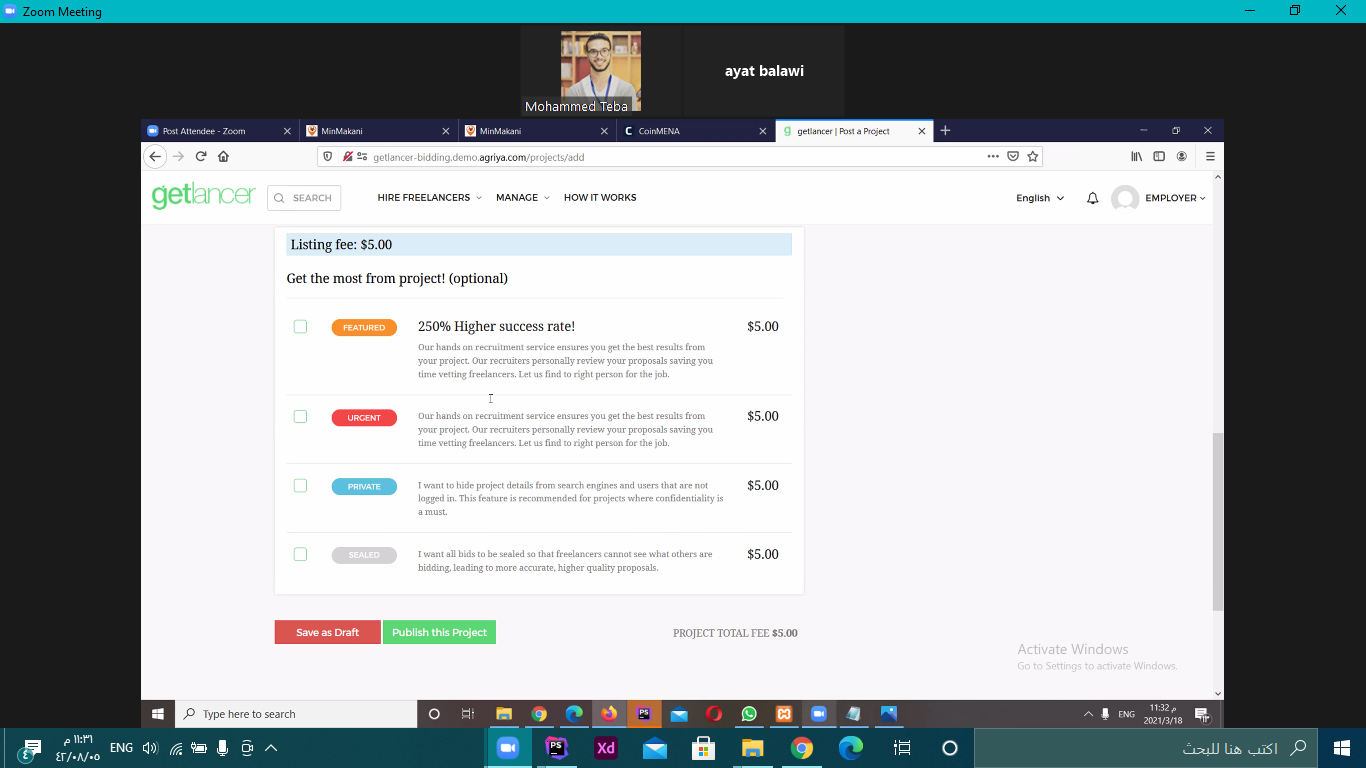 Zoom Meeting
Mohammed Teba
ayat balawi
Post Attendee - Zoom
MinMakani
MinMakani
CoinMENA
getlancer | Post a Project
getlancer-bidding.demo.agriya.com/projects/add
getlancer
SEARCH
HIRE FREELANCERS
MANAGE
HOW IT WORKS
English
EMPLOYER
Listing fee: $5.00
Get the most from project! (optional)
FEATURED
250% Higher success rate!
$5.00
Our hands on recruitment service ensures you get the best results from
your project. Our recruiters personally review your proposals saving you
time vetting freelancers. Let us find to right person for the job.
URGENT
Our hands on recruitment service ensures you get the best results from
your project. Our recruiters personally review your proposals saving you
time vetting freelancers. Let us find to right person for the job.
$5.00
PRIVATE
I want to hide project details from search engines and users that are not
logged in. This feature is recommended for projects where confidentiality is
a must.
$5.00
SEALED
I want all bids to be sealed so that freelancers cannot see what others are
bidding, leading to more accurate, higher quality proposals.
$5.00
Save as Draft
Publish this Project
PROJECT TOTAL FEE $5.00
Activate Windows
Go to Settings to activate Windows.
Type here to search
PS
ENG
11:32 م
2021/3/18
٤
١١:٣١ م
٤٢/٠٨/٠٥
ENG
PS
Xd
اكتب هنا للبحث